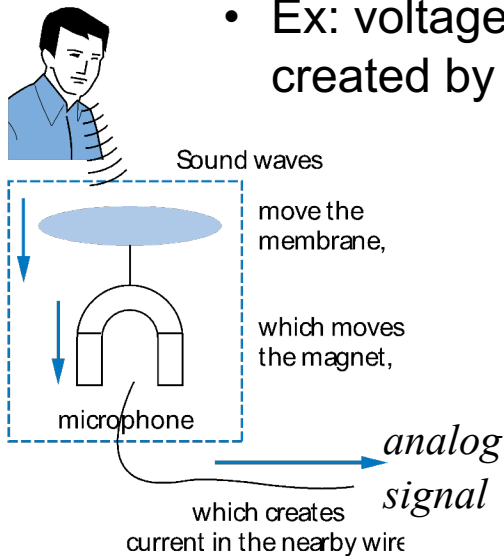 • Ex: voltage
created by
Sound waves
move the
membrane,
which moves
the magnet,
microphone
analog
signal
which creates
current in the nearby wire